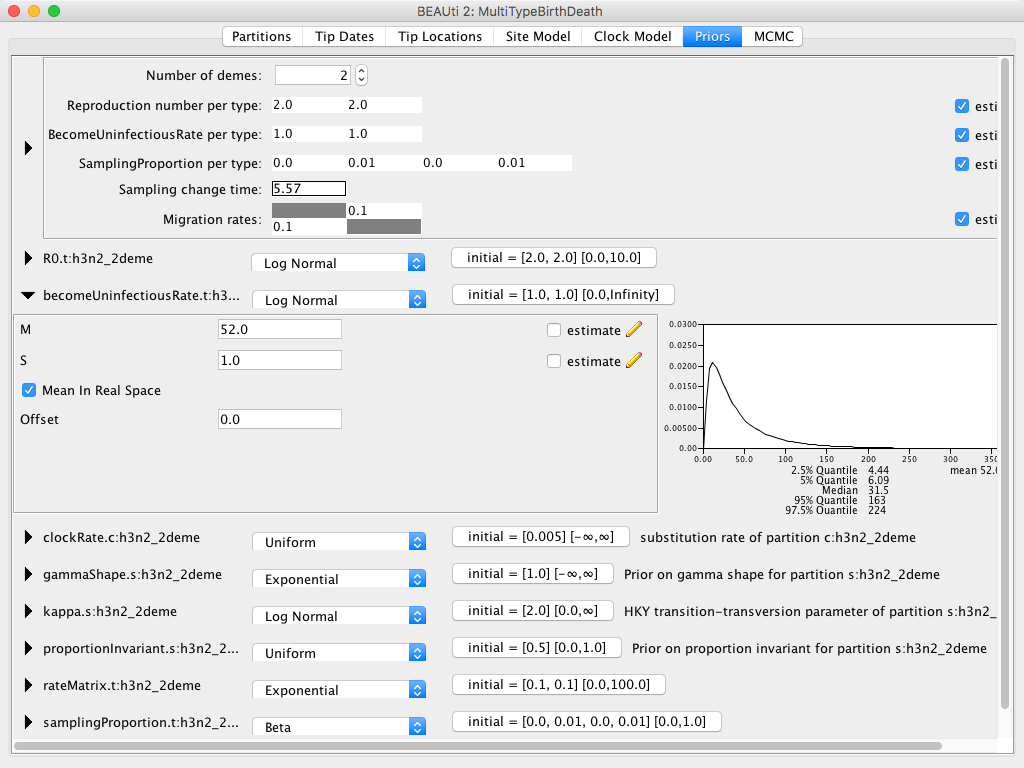 BEAUti 2: MultiTypeBirthDeath
Partitions Tip Dates Tip Locations Site Model Clock Model Priors MCMC
Number of demes: 2
Reproduction number per type: 2.0 2.0 esti
BecomeUninfectiousRate per type: 1.0 1.0 esti
SamplingProportion per type: 0.0 0.01 0.0 0.01 esti
Sampling change time: 5.57
Migration rates: 0.1 esti
0.1
R0.t:h3n2_2deme Log Normal initial = [2.0, 2.0] [0.0,10.0]
becomeUninfectiousRate.t:h3... Log Normal initial = [1.0, 1.0] [0.0,Infinity]
M 52.0 estimate
S 1.0 estimate
Mean In Real Space
Offset 0.0
0.0300
0.0250
0.0200
0.0150
0.0100
0.00500
0.00
0.00 50.0 100 150 200 250 300 350
2.5% Quantile 4.44 mean 52.0
5% Quantile 6.09
Median 31.5
95% Quantile 163
97.5% Quantile 224
clockRate.c:h3n2_2deme Uniform initial = [0.005] [-∞,∞] substitution rate of partition c:h3n2_2deme
gammaShape.s:h3n2_2deme Exponential initial = [1.0] [-∞,∞] Prior on gamma shape for partition s:h3n2_2deme
kappa.s:h3n2_2deme Log Normal initial = [2.0] [0.0,∞] HKY transition-transversion parameter of partition s:h3n2_
proportionInvariant.s:h3n2_2... Uniform initial = [0.5] [0.0,1.0] Prior on proportion invariant for partition s:h3n2_2deme
rateMatrix.t:h3n2_2deme Exponential initial = [0.1, 0.1] [0.0,100.0]
samplingProportion.t:h3n2_2... Beta initial = [0.0, 0.01, 0.0, 0.01] [0.0,1.0]